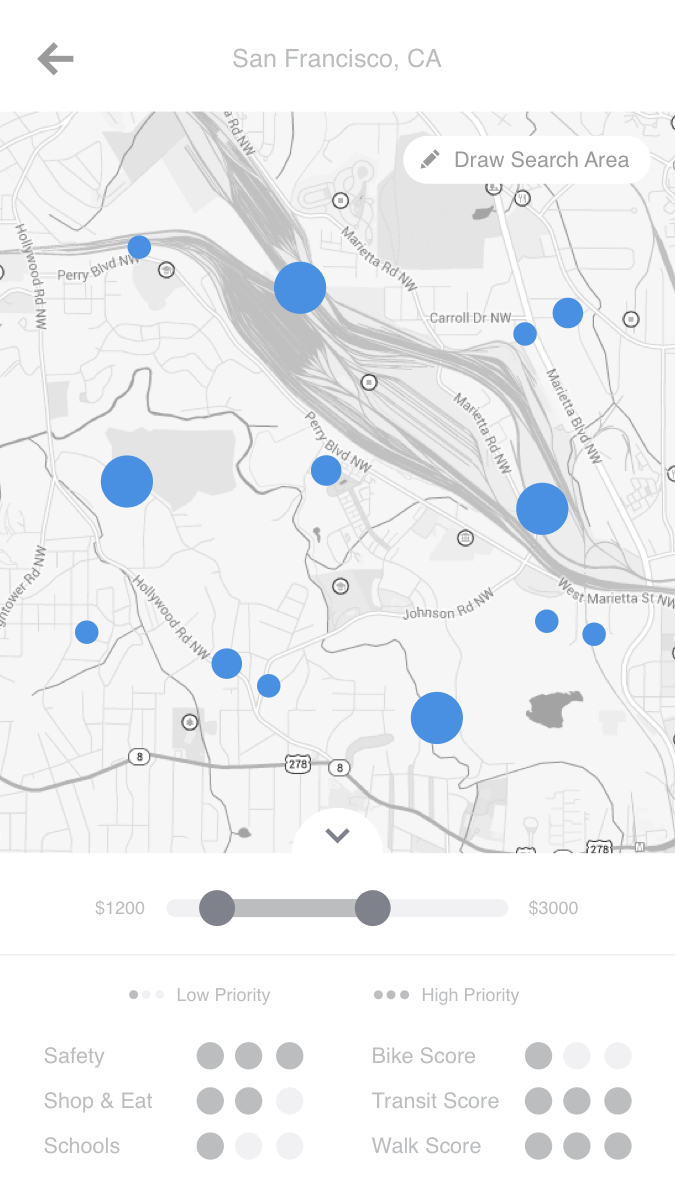 San Francisco, CA
Draw Search Area
a Rd NW
Hollywood Rd NW
Perry Blvd NW
Marietta Rd NW
Carroll Dr NW
Marietta Blvd NW
Marietta Rd NW
Perry Blvd NW
ghtower Rd NW
Hollywood Rd NW
Johnson Rd NW
West Marietta St NW
8
278
8
278
M
$1200
$3000
Low Priority
High Priority
Safety
Bike Score
Shop & Eat
Transit Score
Schools
Walk Score